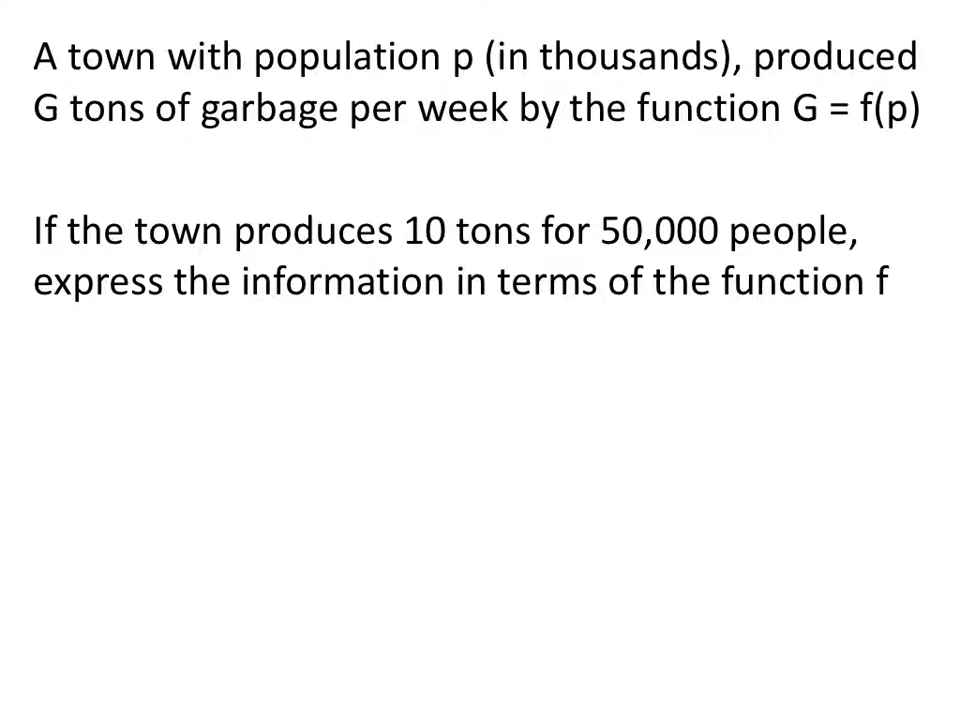 A town with population p (in thousands), produced
G tons of garbage per week by the function G = f(p)
If the town produces 10 tons for 50,000 people,
express the information in terms of the function f